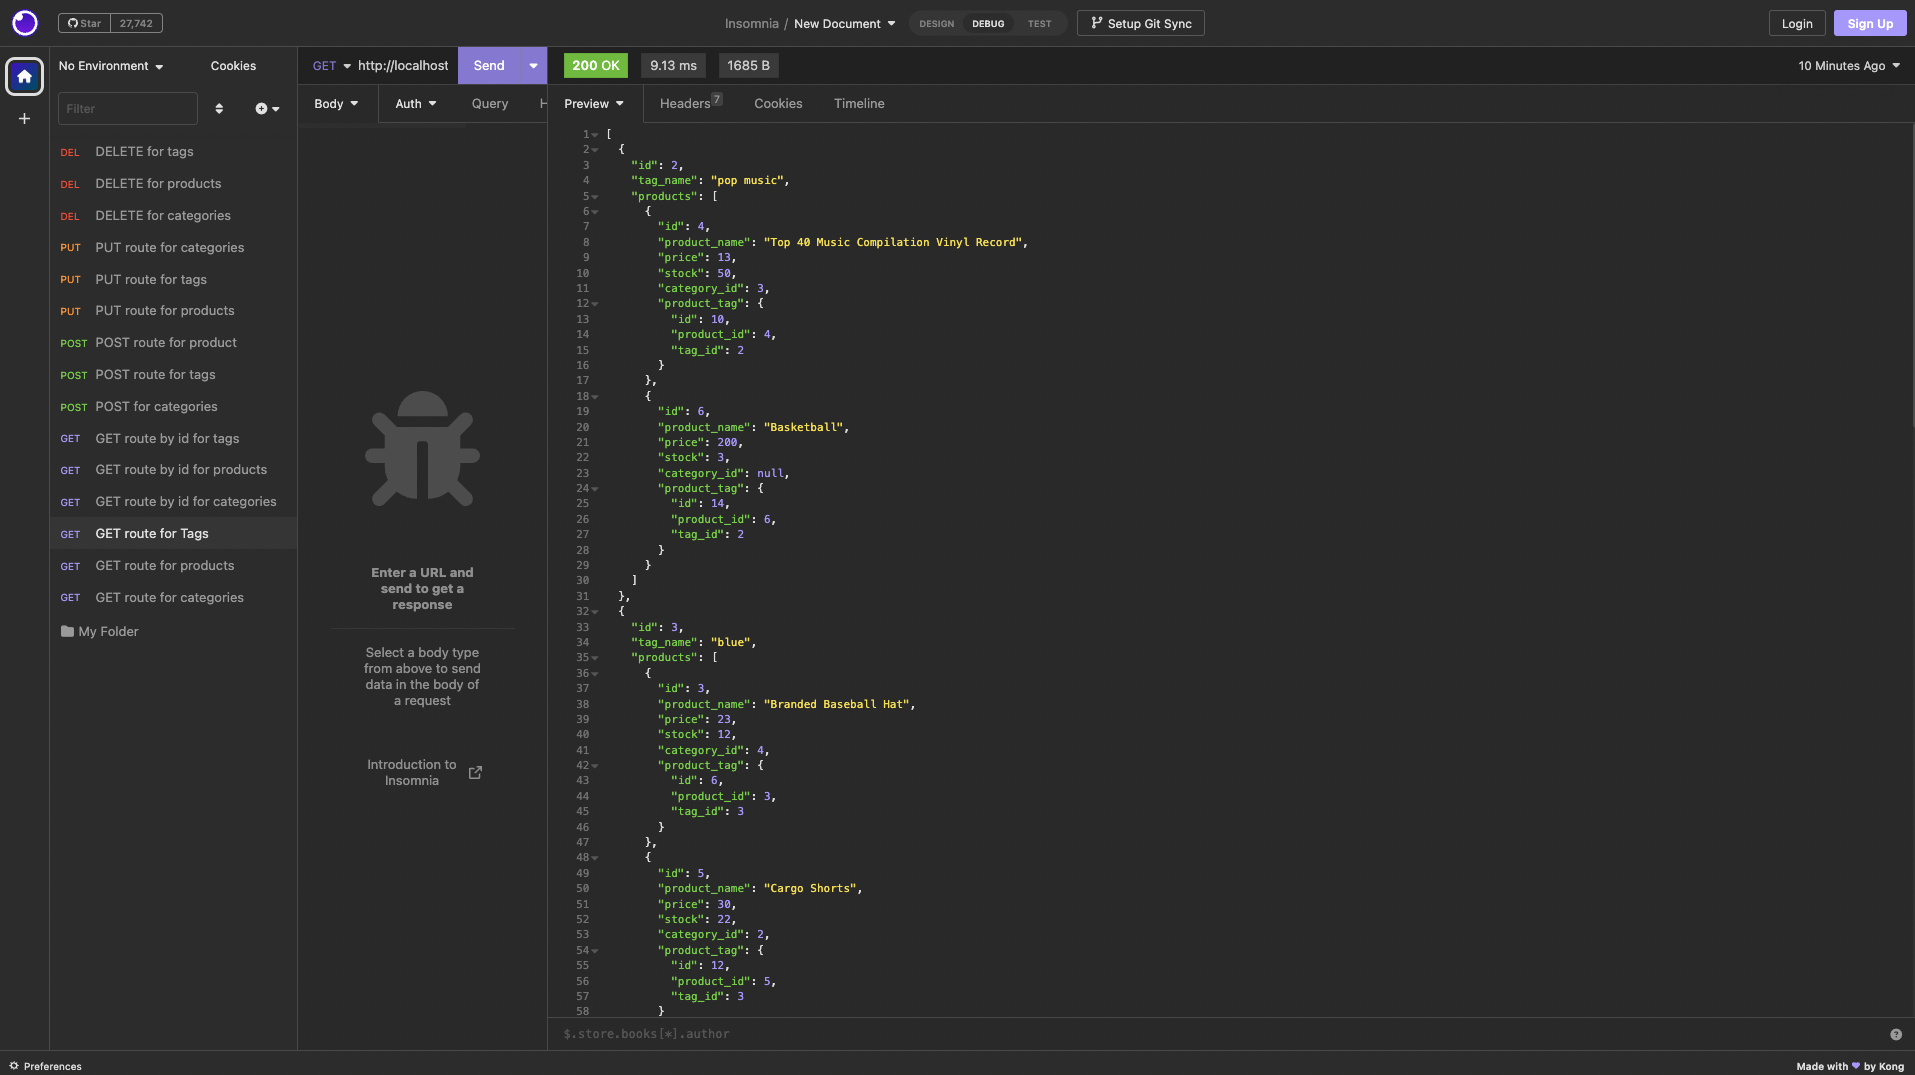 Star 27,742
Insomnia / New Document
DESIGN DEBUG TEST
Setup Git Sync
Login
Sign Up
No Environment
Cookies
Filter
DEL DELETE for tags
DEL DELETE for products
DEL DELETE for categories
PUT PUT route for categories
PUT PUT route for tags
PUT PUT route for products
POST POST route for product
POST POST route for tags
POST POST for categories
GET GET route by id for tags
GET GET route by id for products
GET GET route by id for categories
GET GET route for Tags
GET GET route for products
GET GET route for categories
My Folder
GET http://localhost Send
Body Auth Query H
Enter a URL and
send to get a
response
Select a body type
from above to send
data in the body of
a request
Introduction to
Insomnia
200 OK 9.13 ms 1685 B
10 Minutes Ago
Preview Headers 7 Cookies Timeline
1 [
2 {
3 "id": 2,
4 "tag_name": "pop music",
5 "products": [
6 {
7 "id": 4,
8 "product_name": "Top 40 Music Compilation Vinyl Record",
9 "price": 13,
10 "stock": 50,
11 "category_id": 3,
12 "product_tag": {
13 "id": 10,
14 "product_id": 4,
15 "tag_id": 2
16 }
17 },
18 {
19 "id": 6,
20 "product_name": "Basketball",
21 "price": 200,
22 "stock": 3,
23 "category_id": null,
24 "product_tag": {
25 "id": 14,
26 "product_id": 6,
27 "tag_id": 2
28 }
29 }
30 ]
31 },
32 {
33 "id": 3,
34 "tag_name": "blue",
35 "products": [
36 {
37 "id": 3,
38 "product_name": "Branded Baseball Hat",
39 "price": 23,
40 "stock": 12,
41 "category_id": 4,
42 "product_tag": {
43 "id": 6,
44 "product_id": 3,
45 "tag_id": 3
46 }
47 },
48 {
49 "id": 5,
50 "product_name": "Cargo Shorts",
51 "price": 30,
52 "stock": 22,
53 "category_id": 2,
54 "product_tag": {
55 "id": 12,
56 "product_id": 5,
57 "tag_id": 3
58 }
$.store.books[*].author
Preferences
Made with ♥ by Kong